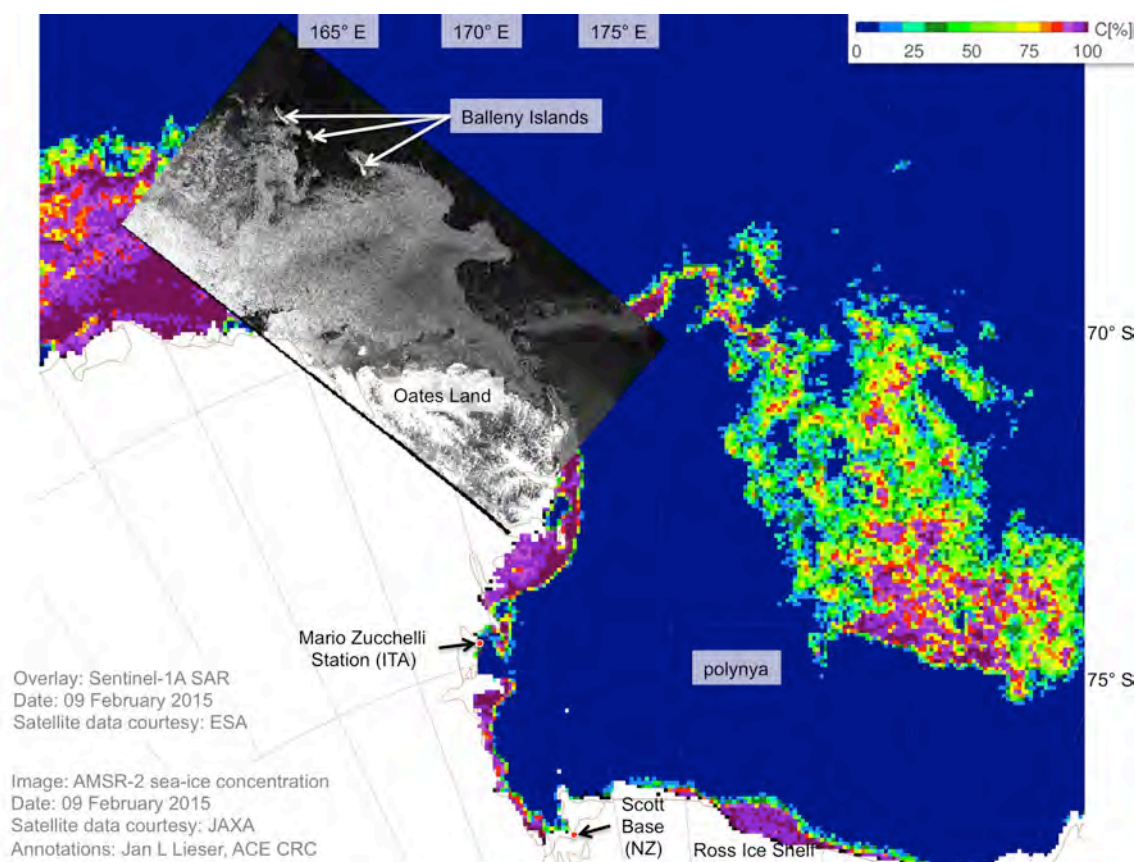 165° E
170° E
175° E
C[%]
0
25
50
75
100
Balleny Islands
70° S
Oates Land
Mario Zucchelli
Station (ITA)
polynya
75° S
Overlay: Sentinel-1A SAR
Date: 09 February 2015
Satellite data courtesy: ESA
Image: AMSR-2 sea-ice concentration
Date: 09 February 2015
Satellite data courtesy: JAXA
Annotations: Jan L Lieser, ACE CRC
Scott
Base
(NZ)
Ross Ice Shelf